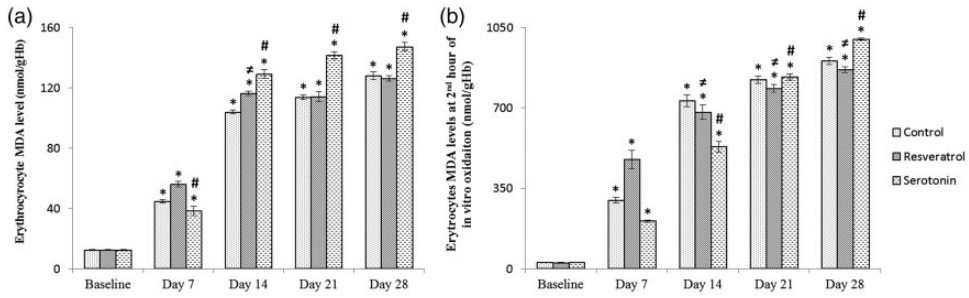 (a)
Erythrocyrocyte MDA level (nmol/gHb)
160
120
80
40
0
* * # *
* ≠ * # *
* * # *
* * # *
Baseline Day 7 Day 14 Day 21 Day 28
(b)
Erytrocytes MDA levels at 2nd hour of
in vitro oxidaiton (nmol/gHb)
1050
700
350
0
* * *
* ≠ * # *
* ≠ * # *
* ≠ * # *
Baseline Day 7 Day 14 Day 21 Day 28
Control
Resveratrol
Serotonin